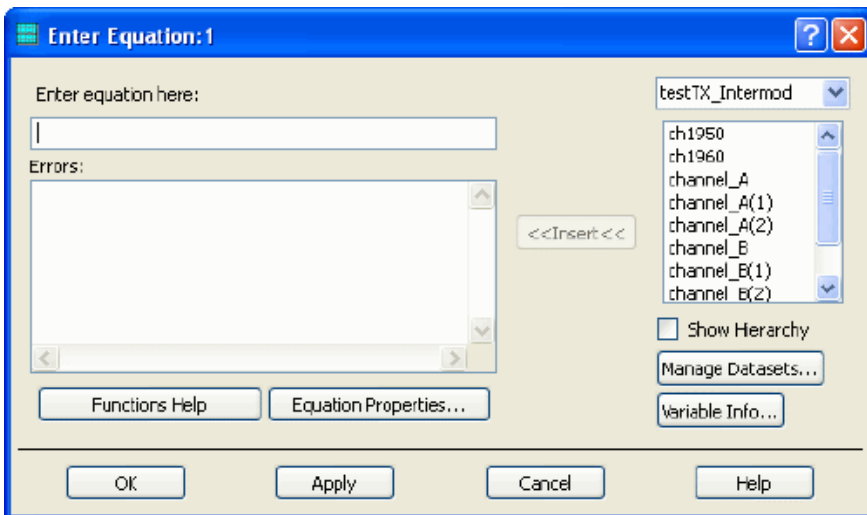 Enter Equation:1
Enter equation here:
Errors:
Functions Help
Equation Properties...
<<Insert<<
testTX_Intermod
ch1950
ch1960
channel_A
channel_A(1)
channel_A(2)
channel_B
channel_B(1)
channel_B(2)
Show Hierarchy
Manage Datasets...
Variable Info...
OK
Apply
Cancel
Help